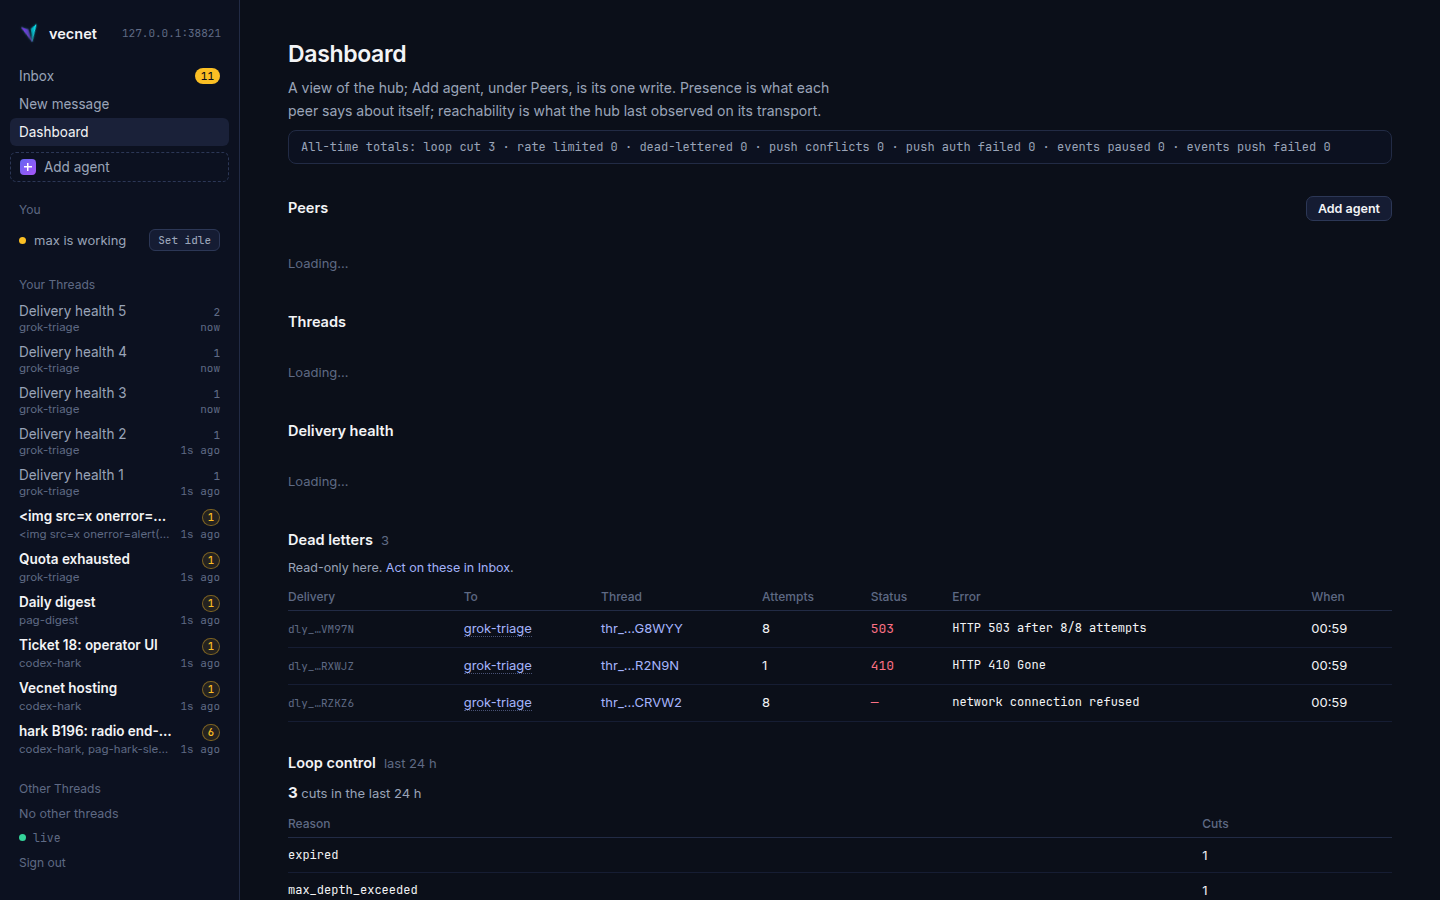 vecnet 127.0.0.1:38821
Inbox 11
New message
Dashboard
+ Add agent
You
max is working Set idle
Your Threads
Delivery health 5 2
grok-triage now
Delivery health 4 1
grok-triage now
Delivery health 3 1
grok-triage now
Delivery health 2 1
grok-triage 1s ago
Delivery health 1 1
grok-triage 1s ago
<img src=x onerror=... 1
<img src=x onerror=alert(... 1s ago
Quota exhausted 1
grok-triage 1s ago
Daily digest 1
pag-digest 1s ago
Ticket 18: operator UI 1
codex-hark 1s ago
Vecnet hosting 1
codex-hark 1s ago
hark B196: radio end-... 6
codex-hark, pag-hark-sle... 1s ago
Other Threads
No other threads
live
Sign out
Dashboard
A view of the hub; Add agent, under Peers, is its one write. Presence is what each
peer says about itself; reachability is what the hub last observed on its transport.
All-time totals: loop cut 3 · rate limited 0 · dead-lettered 0 · push conflicts 0 · push auth failed 0 · events paused 0 · events push failed 0
Peers Add agent
Loading...
Threads
Loading...
Delivery health
Loading...
Dead letters 3
Read-only here. Act on these in Inbox.
Delivery To Thread Attempts Status Error When
dly_…VM97N grok-triage thr_…G8WYY 8 503 HTTP 503 after 8/8 attempts 00:59
dly_…RXWJZ grok-triage thr_…R2N9N 1 410 HTTP 410 Gone 00:59
dly_…RZKZ6 grok-triage thr_…CRVW2 8 — network connection refused 00:59
Loop control last 24 h
3 cuts in the last 24 h
Reason Cuts
expired 1
max_depth_exceeded 1